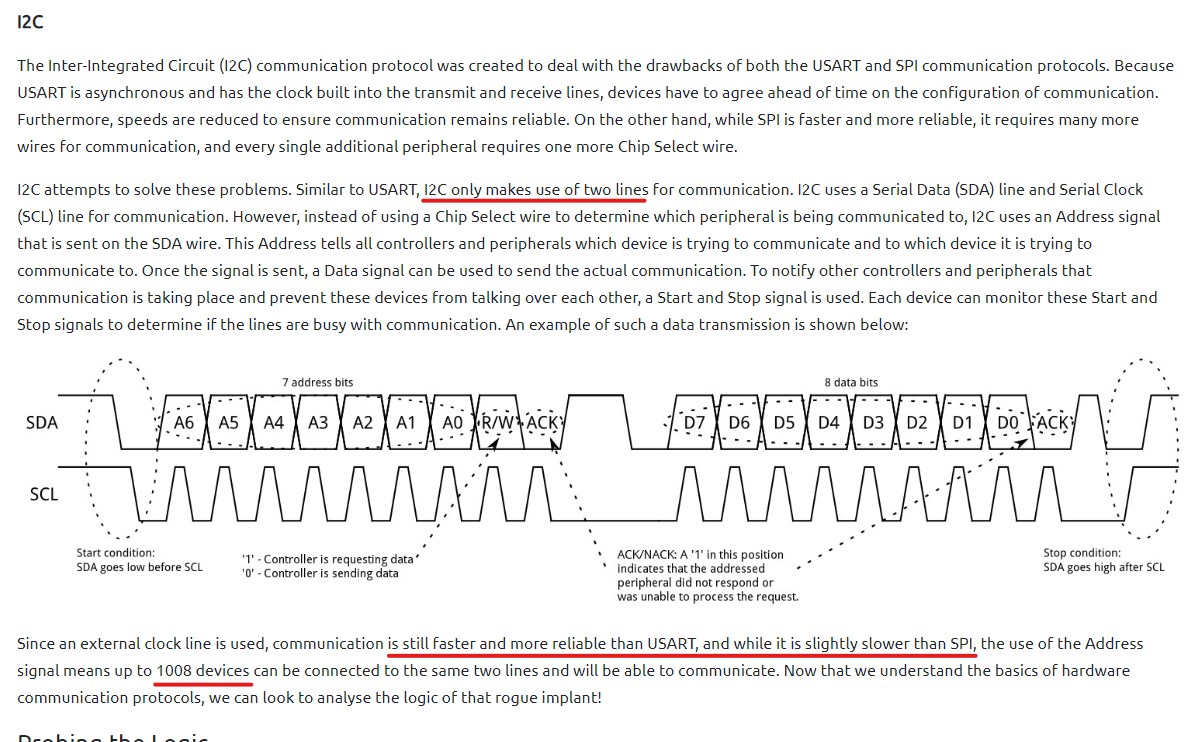 I2C
The Inter-Integrated Circuit (I2C) communication protocol was created to deal with the drawbacks of both the USART and SPI communication protocols. Because
USART is asynchronous and has the clock built into the transmit and receive lines, devices have to agree ahead of time on the configuration of communication.
Furthermore, speeds are reduced to ensure communication remains reliable. On the other hand, while SPI is faster and more reliable, it requires many more
wires for communication, and every single additional peripheral requires one more Chip Select wire.
I2C attempts to solve these problems. Similar to USART, I2C only makes use of two lines for communication. I2C uses a Serial Data (SDA) line and Serial Clock
(SCL) line for communication. However, instead of using a Chip Select wire to determine which peripheral is being communicated to, I2C uses an Address signal
that is sent on the SDA wire. This Address tells all controllers and peripherals which device is trying to communicate and to which device it is trying to
communicate to. Once the signal is sent, a Data signal can be used to send the actual communication. To notify other controllers and peripherals that
communication is taking place and prevent these devices from talking over each other, a Start and Stop signal is used. Each device can monitor these Start and
Stop signals to determine if the lines are busy with communication. An example of such a data transmission is shown below:
7 address bits
8 data bits
SDA A6 A5 A4 A3 A2 A1 A0 R/W ACK D7 D6 D5 D4 D3 D2 D1 D0 ACK
SCL
Start condition:
SDA goes low before SCL
'1' - Controller is requesting data
'0' - Controller is sending data
ACK/NACK: A '1' in this position
indicates that the addressed
peripheral did not respond or
was unable to process the request.
Stop condition:
SDA goes high after SCL
Since an external clock line is used, communication is still faster and more reliable than USART, and while it is slightly slower than SPI, the use of the Address
signal means up to 1008 devices can be connected to the same two lines and will be able to communicate. Now that we understand the basics of hardware
communication protocols, we can look to analyse the logic of that rogue implant!
Probing the Logic